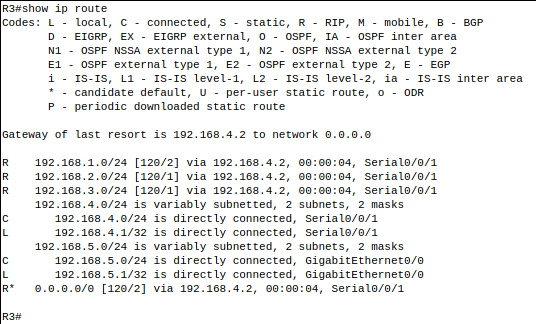 R3#show ip route
Codes: L - local, C - connected, S - static, R - RIP, M - mobile, B - BGP
       D - EIGRP, EX - EIGRP external, O - OSPF, IA - OSPF inter area
       N1 - OSPF NSSA external type 1, N2 - OSPF NSSA external type 2
       E1 - OSPF external type 1, E2 - OSPF external type 2, E - EGP
       i - IS-IS, L1 - IS-IS level-1, L2 - IS-IS level-2, ia - IS-IS inter area
       * - candidate default, U - per-user static route, o - ODR
       P - periodic downloaded static route

Gateway of last resort is 192.168.4.2 to network 0.0.0.0

R    192.168.1.0/24 [120/2] via 192.168.4.2, 00:00:04, Serial0/0/1
R    192.168.2.0/24 [120/1] via 192.168.4.2, 00:00:04, Serial0/0/1
R    192.168.3.0/24 [120/1] via 192.168.4.2, 00:00:04, Serial0/0/1
     192.168.4.0/24 is variably subnetted, 2 subnets, 2 masks
C       192.168.4.0/24 is directly connected, Serial0/0/1
L       192.168.4.1/32 is directly connected, Serial0/0/1
     192.168.5.0/24 is variably subnetted, 2 subnets, 2 masks
C       192.168.5.0/24 is directly connected, GigabitEthernet0/0
L       192.168.5.1/32 is directly connected, GigabitEthernet0/0
R*   0.0.0.0/0 [120/2] via 192.168.4.2, 00:00:04, Serial0/0/1

R3#